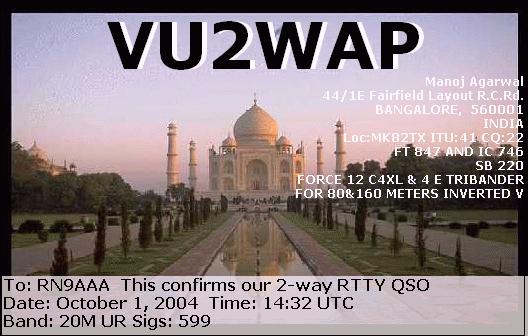 VU2WAP
Manoj Agarwal
44/1E Fairfield Layout R.C.Rd.
BANGALORE, 560001
INDIA
Loc:MK82TX ITU:41 CQ:22
FT 847 AND IC 746
SB 220
FORCE 12 C4XL & 4 E TRIBANDER
FOR 80&160 METERS INVERTED V
To: RN9AAA This confirms our 2-way RTTY QSO
Date: October 1, 2004 Time: 14:32 UTC
Band: 20M UR Sigs: 599